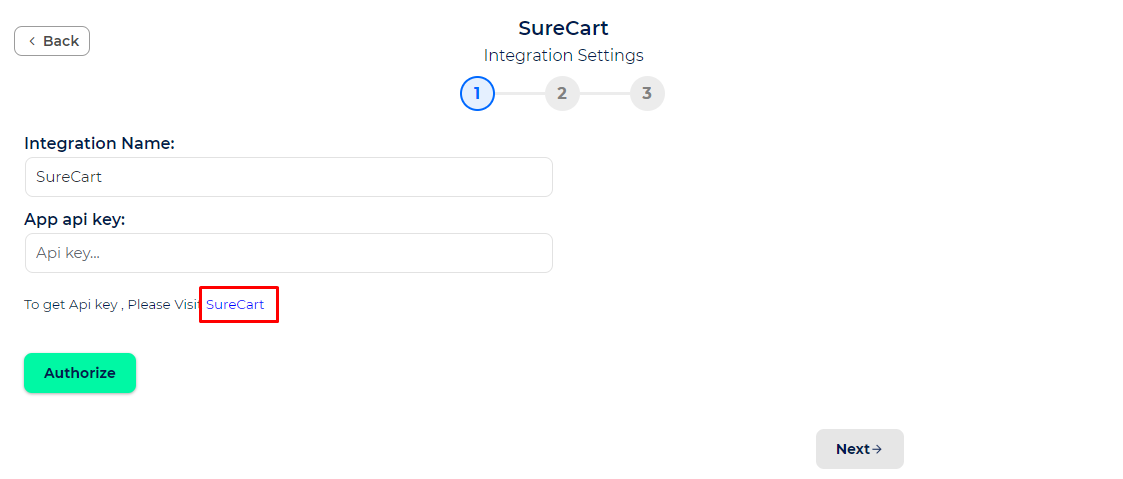 Back
SureCart
Integration Settings
1 2 3
Integration Name:
SureCart
App api key:
Api key...
To get Api key , Please Visit SureCart
Authorize
Next